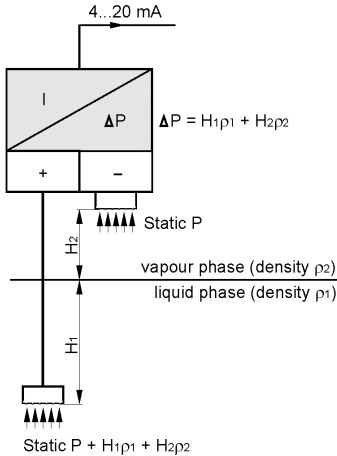 4...20 mA
I
ΔP
ΔP = H1ρ1 + H2ρ2
+
−
Static P
H2
vapour phase (density ρ2)
liquid phase (density ρ1)
H1
Static P + H1ρ1 + H2ρ2